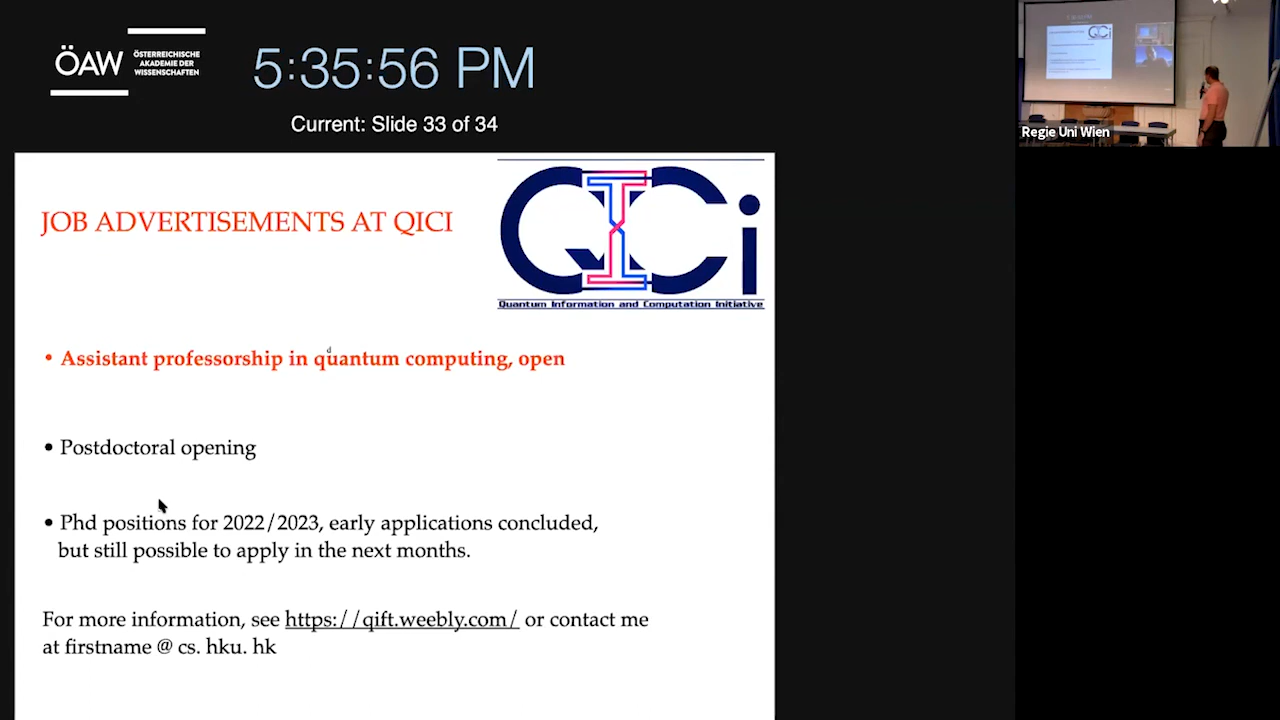 ÖAW
ÖSTERREICHISCHE
AKADEMIE DER
WISSENSCHAFTEN
5:35:56 PM
Current: Slide 33 of 34
Regie Uni Wien
JOB ADVERTISEMENTS AT QICI
QICi
Quantum Information and Computation Initiative
d
• Assistant professorship in quantum computing, open
• Postdoctoral opening
• Phd positions for 2022/2023, early applications concluded,
but still possible to apply in the next months.
For more information, see https://qift.weebly.com/ or contact me
at firstname @ cs. hku. hk